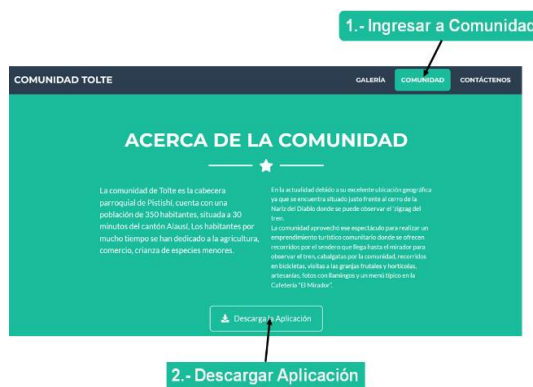 1.- Ingresar a Comunidad
COMUNIDAD TOLTE
GALERÍA
COMUNIDAD
CONTÁCTENOS
ACERCA DE LA COMUNIDAD
La comunidad de Tolte es la cabecera
parroquial de Pistishí, cuenta con una
población de 350 habitantes, situada a 30
minutos del cantón Alausí, Los habitantes por
mucho tiempo se han dedicado a la agricultura,
comercio, crianza de especies menores.
En la actualidad debido a su excelente ubicación geográfica
ya que se encuentra situado justo frente al cerro de la
Nariz del Diablo donde se puede observar el "zigzag del
tren.
La comunidad aprovechó ese espectáculo para realizar un
emprendimiento turístico comunitario donde se ofrecen
recorridos por el sendero que llega hasta el mirador para
observar el tren, cabalgatas por la comunidad, recorridos
en bicicletas, visitas a las granjas frutales y hortícolas,
artesanías, fotos con llamingos y un menú típico en la
Cafetería "El Mirador".
Descarga la Aplicación
2.- Descargar Aplicación